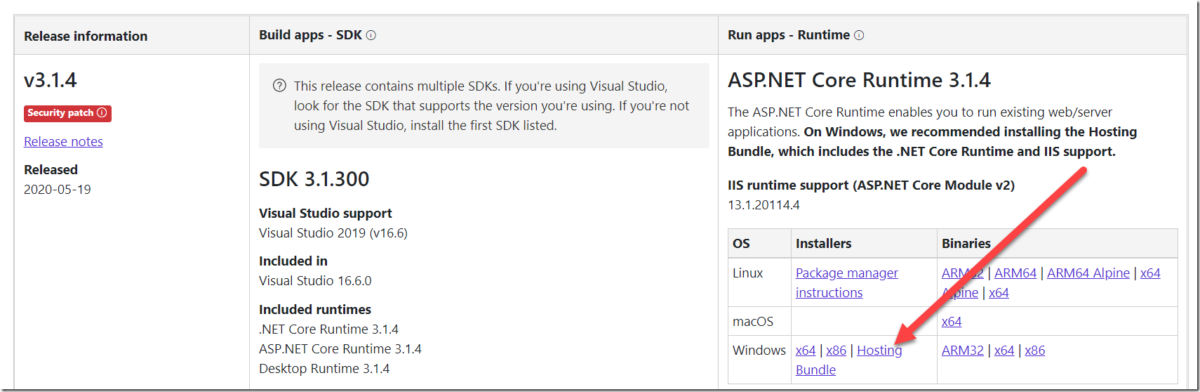 Release information
Build apps - SDK
Run apps - Runtime
v3.1.4
Security patch
Release notes
Released
2020-05-19
This release contains multiple SDKs. If you're using Visual Studio,
look for the SDK that supports the version you're using. If you're not
using Visual Studio, install the first SDK listed.
SDK 3.1.300
Visual Studio support
Visual Studio 2019 (v16.6)
Included in
Visual Studio 16.6.0
Included runtimes
.NET Core Runtime 3.1.4
ASP.NET Core Runtime 3.1.4
Desktop Runtime 3.1.4
ASP.NET Core Runtime 3.1.4
The ASP.NET Core Runtime enables you to run existing web/server
applications. On Windows, we recommended installing the Hosting
Bundle, which includes the .NET Core Runtime and IIS support.
IIS runtime support (ASP.NET Core Module v2)
13.1.20114.4
OS Installers Binaries
Linux
Package manager
instructions
ARM32 | ARM64 | ARM64 Alpine | x64
Alpine | x64
macOS x64
Windows
x64 | x86 | Hosting
Bundle
ARM32 | x64 | x86